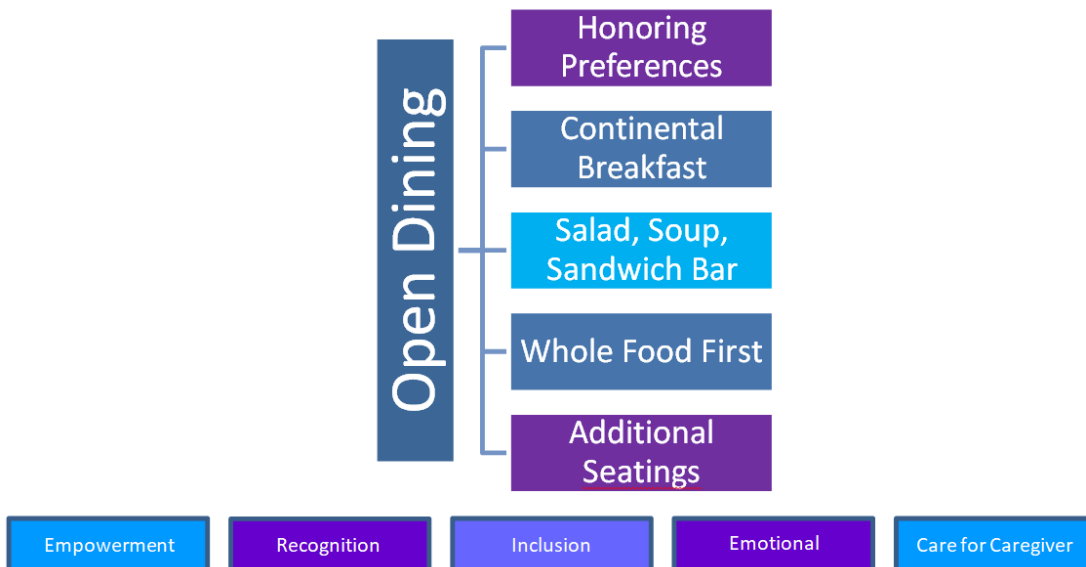 Open Dining
Honoring
Preferences
Continental
Breakfast
Salad, Soup,
Sandwich Bar
Whole Food First
Additional
Seatings
Empowerment
Recognition
Inclusion
Emotional
Care for Caregiver